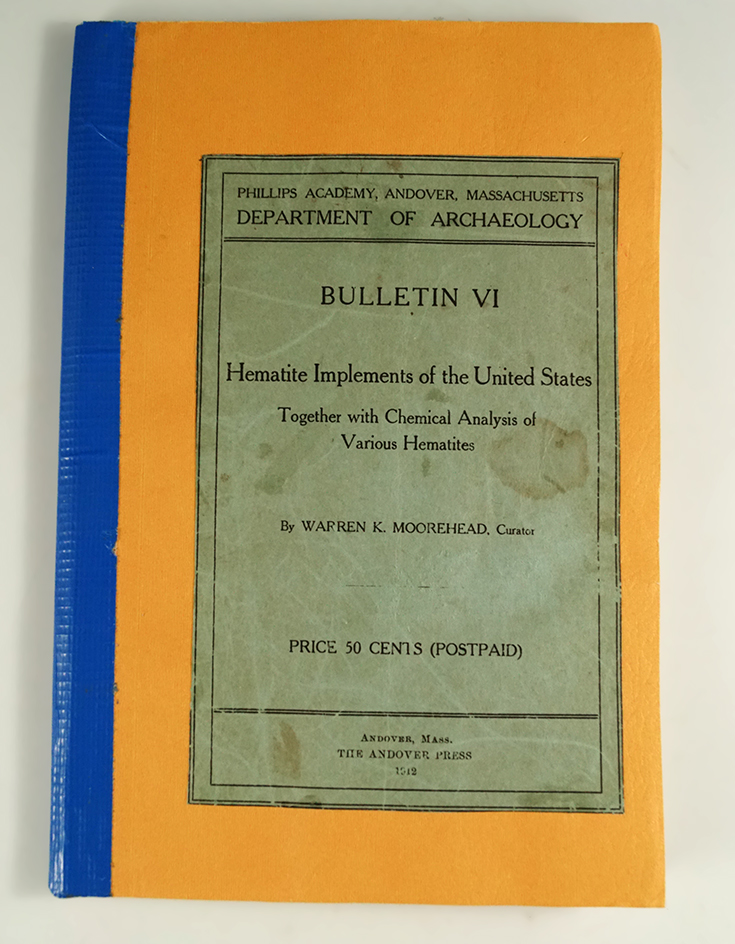 PHILLIPS ACADEMY, ANDOVER, MASSACHUSETTS
DEPARTMENT OF ARCHAEOLOGY
BULLETIN VI
Hematite Implements of the United States
Together with Chemical Analysis of
Various Hematites
By WARREN K. MOOREHEAD, Curator
PRICE 50 CENTS (POSTPAID)
ANDOVER, MASS.
THE ANDOVER PRESS
1912